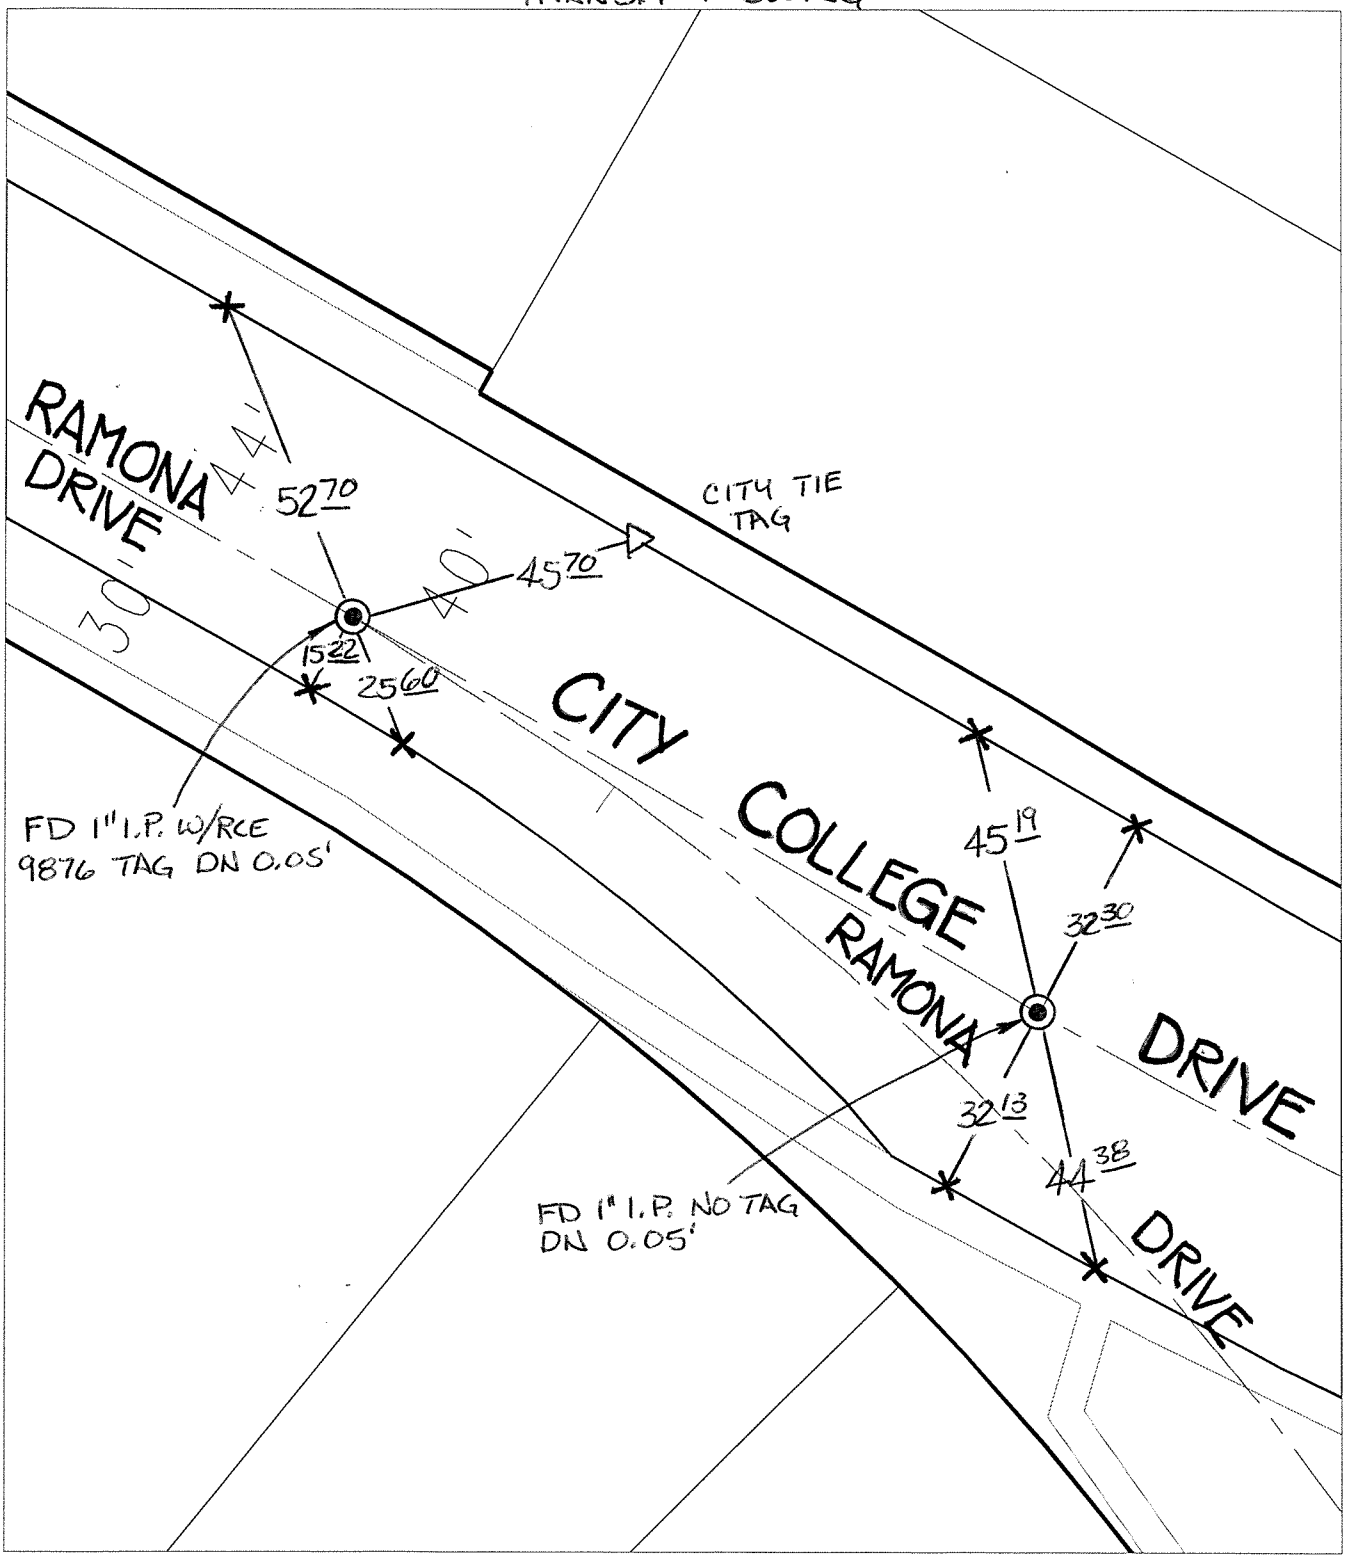 RAMONA
DRIVE
44'
52 70
CITY TIE
TAG
40'
45 70
30'
15 22
25 60
CITY COLLEGE DRIVE
FD 1" I.P. W/RCE
9876 TAG DN 0.05'
45 19
32 30
RAMONA DRIVE
32 13
44 38
FD 1" I.P. NO TAG
DN 0.05'